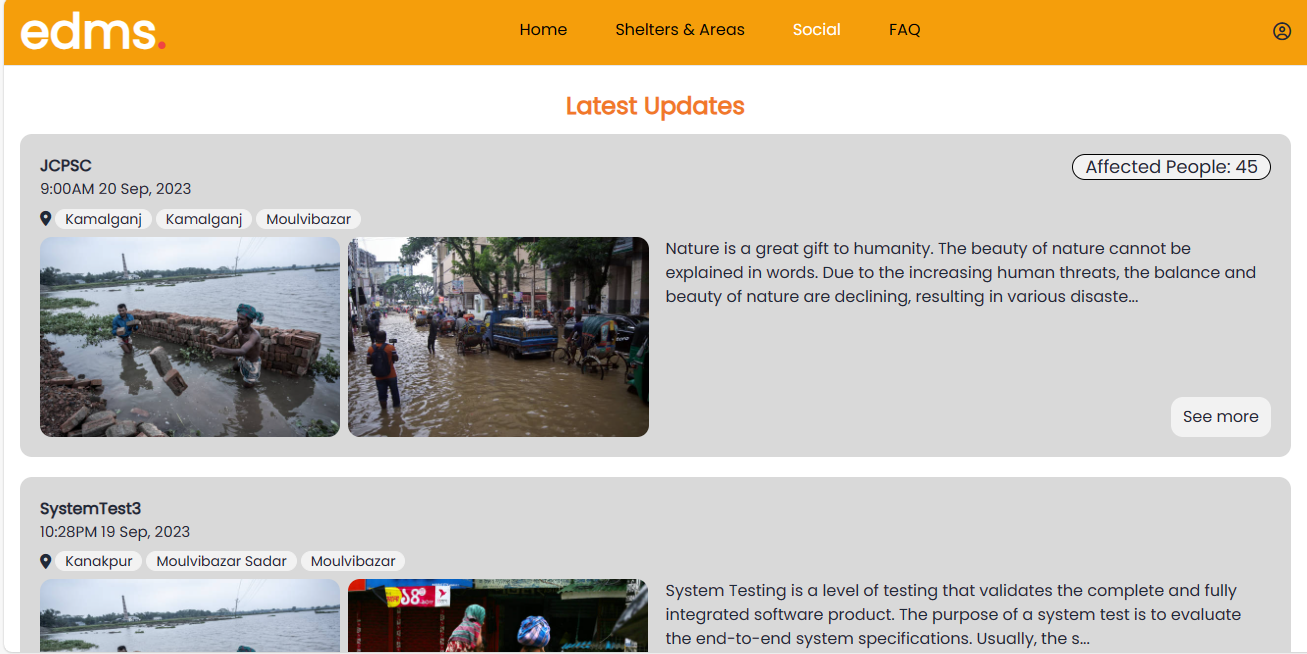 edms.
Home Shelters & Areas Social FAQ
Latest Updates
JCPSC
Affected People: 45
9:00AM 20 Sep, 2023
Kamalganj Kamalganj Moulvibazar
Nature is a great gift to humanity. The beauty of nature cannot be
explained in words. Due to the increasing human threats, the balance and
beauty of nature are declining, resulting in various disaste...
See more
SystemTest3
10:28PM 19 Sep, 2023
Kanakpur Moulvibazar Sadar Moulvibazar
১৪
System Testing is a level of testing that validates the complete and fully
integrated software product. The purpose of a system test is to evaluate
the end-to-end system specifications. Usually, the s...